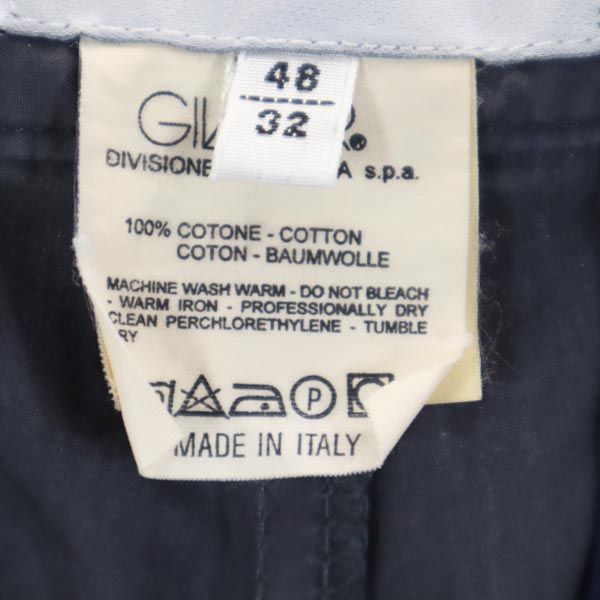 48
32
DIVISIONE
s.p.a.
100% COTONE - COTTON
COTON - BAUMWOLLE
MACHINE WASH WARM - DO NOT BLEACH
- WARM IRON - PROFESSIONALLY DRY
CLEAN PERCHLORETHYLENE - TUMBLE
DRY
P
MADE IN ITALY